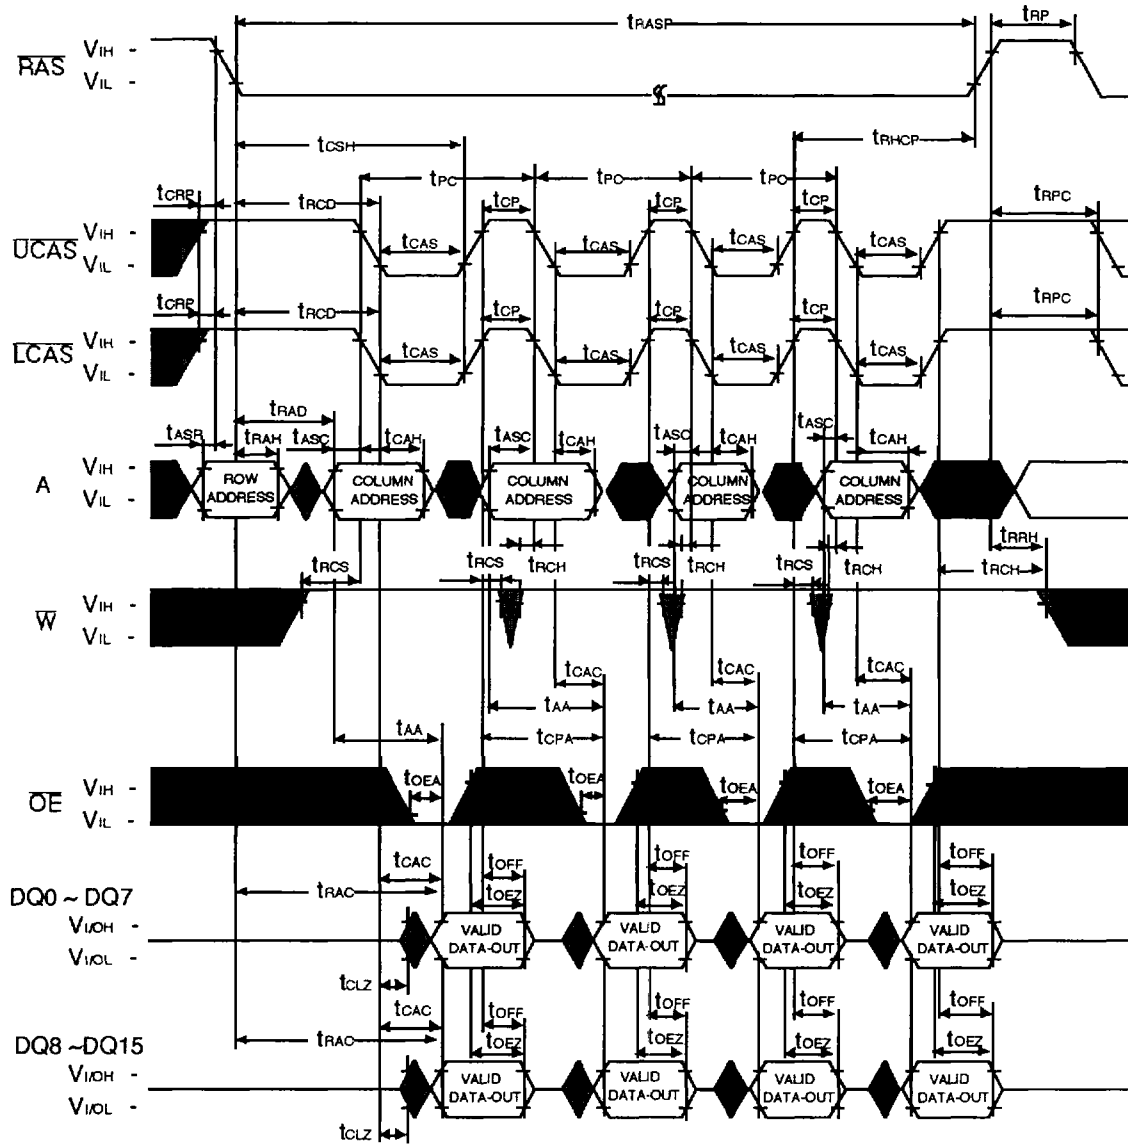 tRASP tRP
RAS VIH -
VIL -
tCSH tRHCP
tPC tPC tPC
tCRP tRCD tCP tCP tCP tRPC
UCAS VIH -
VIL -
tCAS tCAS tCAS tCAS
tCRP tRCD tCP tCP tCP tRPC
LCAS VIH -
VIL -
tCAS tCAS tCAS tCAS
tRAD
tASR tRAH tASC tCAH tASC tCAH tASC tCAH tASC tCAH
A VIH -
VIL -
ROW ADDRESS COLUMN ADDRESS COLUMN ADDRESS COLUMN ADDRESS COLUMN ADDRESS
tRRH
tRCS tRCS tRCH tRCS tRCH tRCS tRCH tRCH
W VIH -
VIL -
tCAC tCAC tCAC
tAA tAA tAA
tAA tCPA tCPA tCPA
OE VIH -
VIL -
tOEA tOEA tOEA tOEA
tCAC tOFF tOFF tOFF tOFF
tRAC tOEZ tOEZ tOEZ tOEZ
DQ0 ~ DQ7
VI/OH -
VI/OL -
VALID DATA-OUT VALID DATA-OUT VALID DATA-OUT VALID DATA-OUT
tCLZ
tCAC tOFF tOFF tOFF tOFF
tRAC tOEZ tOEZ tOEZ tOEZ
DQ8 ~DQ15
VI/OH -
VI/OL -
VALID DATA-OUT VALID DATA-OUT VALID DATA-OUT VALID DATA-OUT
tCLZ